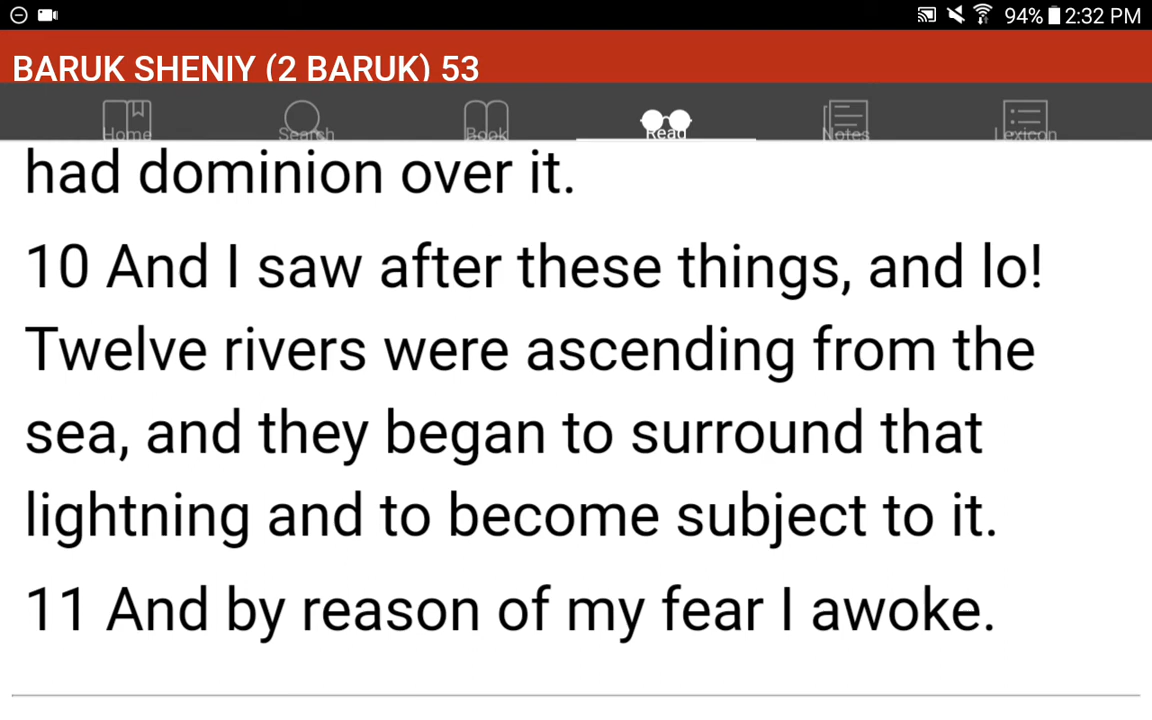 94% 2:32 PM
BARUK SHENIY (2 BARUK) 53
Home Search Book Read Notes Lexicon
had dominion over it.
10 And I saw after these things, and lo!
Twelve rivers were ascending from the
sea, and they began to surround that
lightning and to become subject to it.
11 And by reason of my fear I awoke.